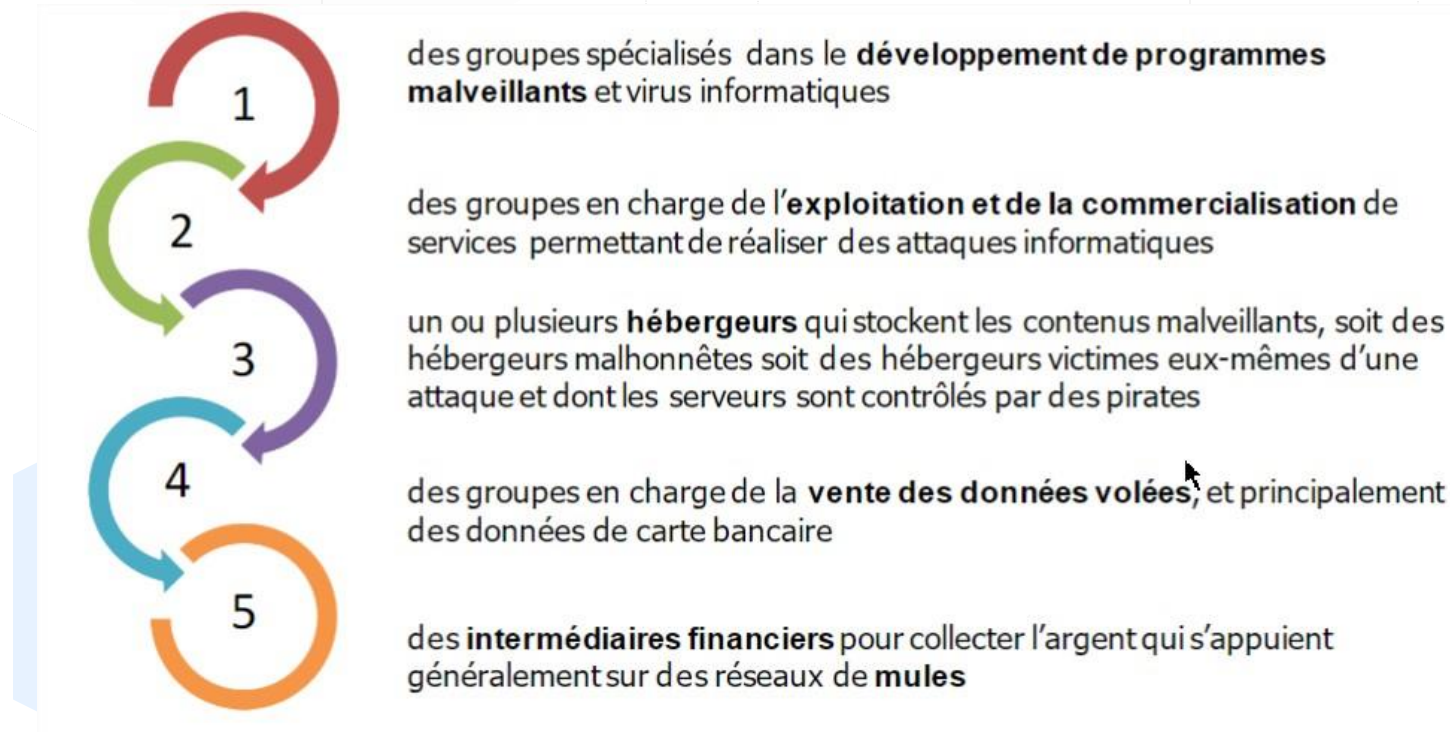 1
des groupes spécialisés dans le développement de programmes
malveillants et virus informatiques
2
des groupes en charge de l'exploitation et de la commercialisation de
services permettant de réaliser des attaques informatiques
3
un ou plusieurs hébergeurs qui stockent les contenus malveillants, soit des
hébergeurs malhonnêtes soit des hébergeurs victimes eux-mêmes d'une
attaque et dont les serveurs sont contrôlés par des pirates
4
des groupes en charge de la vente des données volées, et principalement
des données de carte bancaire
5
des intermédiaires financiers pour collecter l'argent qui s'appuient
généralement sur des réseaux de mules